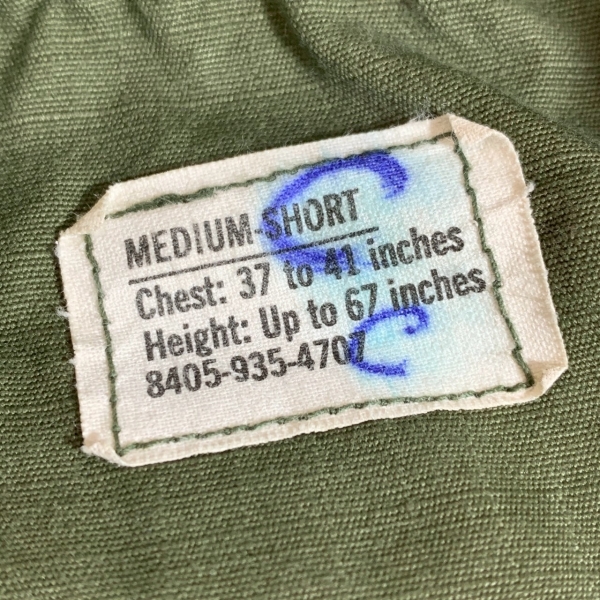 MEDIUM-SHORT
Chest: 37 to 41 inches
Height: Up to 67 inches
8405-935-4707
C
C